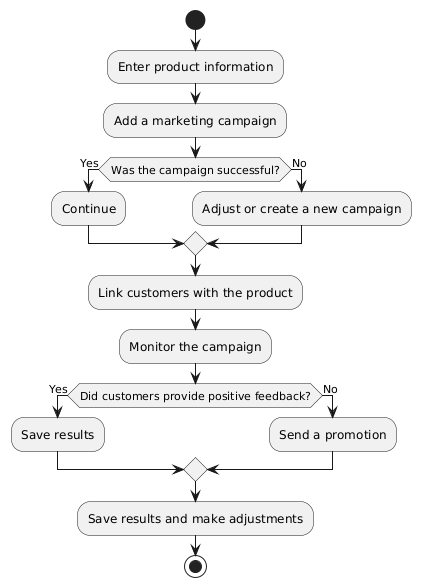 Enter product information
Add a marketing campaign
Yes
Was the campaign successful?
No
Continue
Adjust or create a new campaign
Link customers with the product
Monitor the campaign
Yes
Did customers provide positive feedback?
No
Save results
Send a promotion
Save results and make adjustments